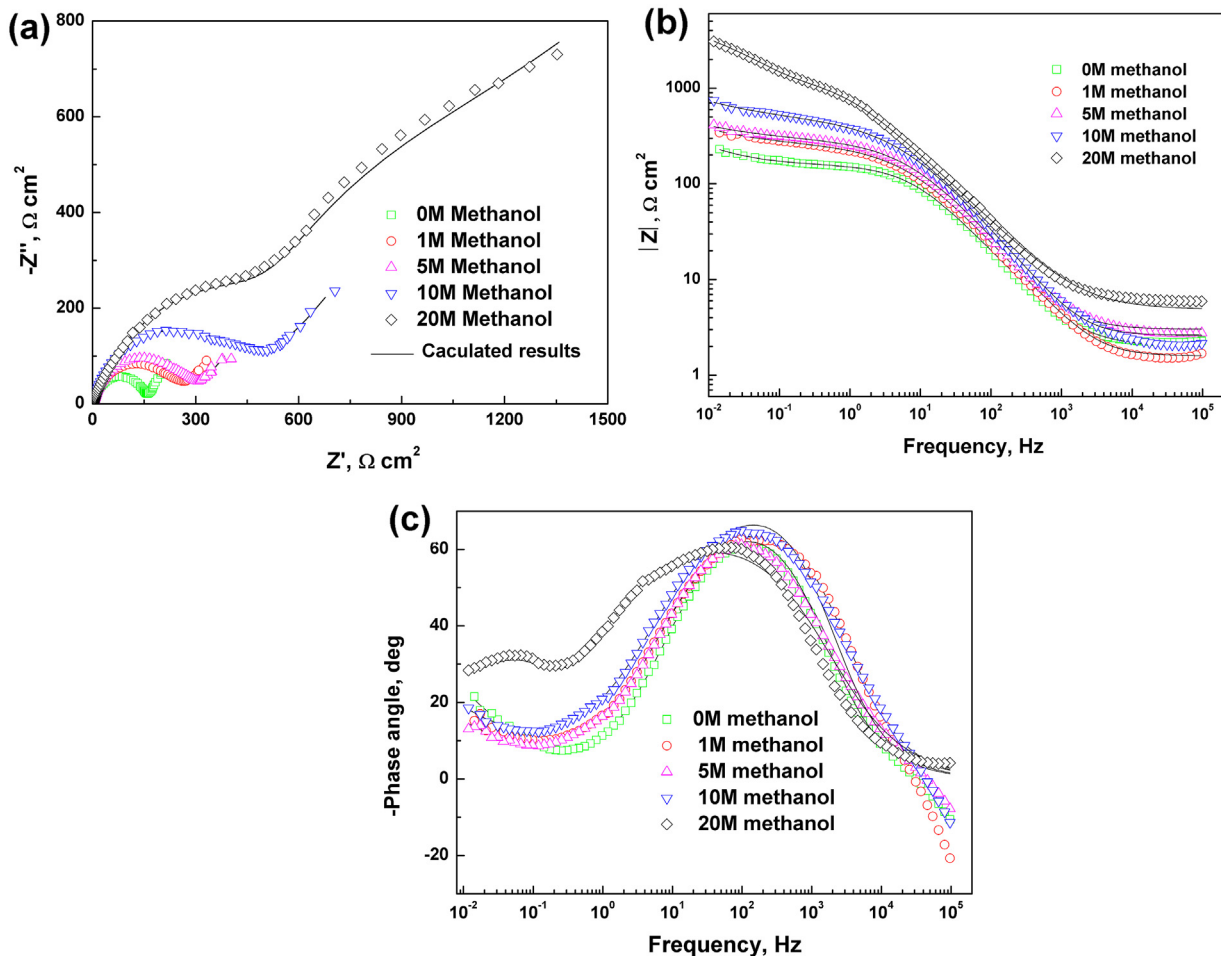 (a)
800
600
400
200
0
-Z'', Ω cm²
0M Methanol
1M Methanol
5M Methanol
10M Methanol
20M Methanol
Caculated results
0 300 600 900 1200 1500
Z', Ω cm²
(b)
1000
100
10
1
|Z|, Ω cm²
0M methanol
1M methanol
5M methanol
10M methanol
20M methanol
10⁻² 10⁻¹ 10⁰ 10¹ 10² 10³ 10⁴ 10⁵
Frequency, Hz
(c)
60
40
20
0
-20
-Phase angle, deg
0M methanol
1M methanol
5M methanol
10M methanol
20M methanol
10⁻² 10⁻¹ 10⁰ 10¹ 10² 10³ 10⁴ 10⁵
Frequency, Hz